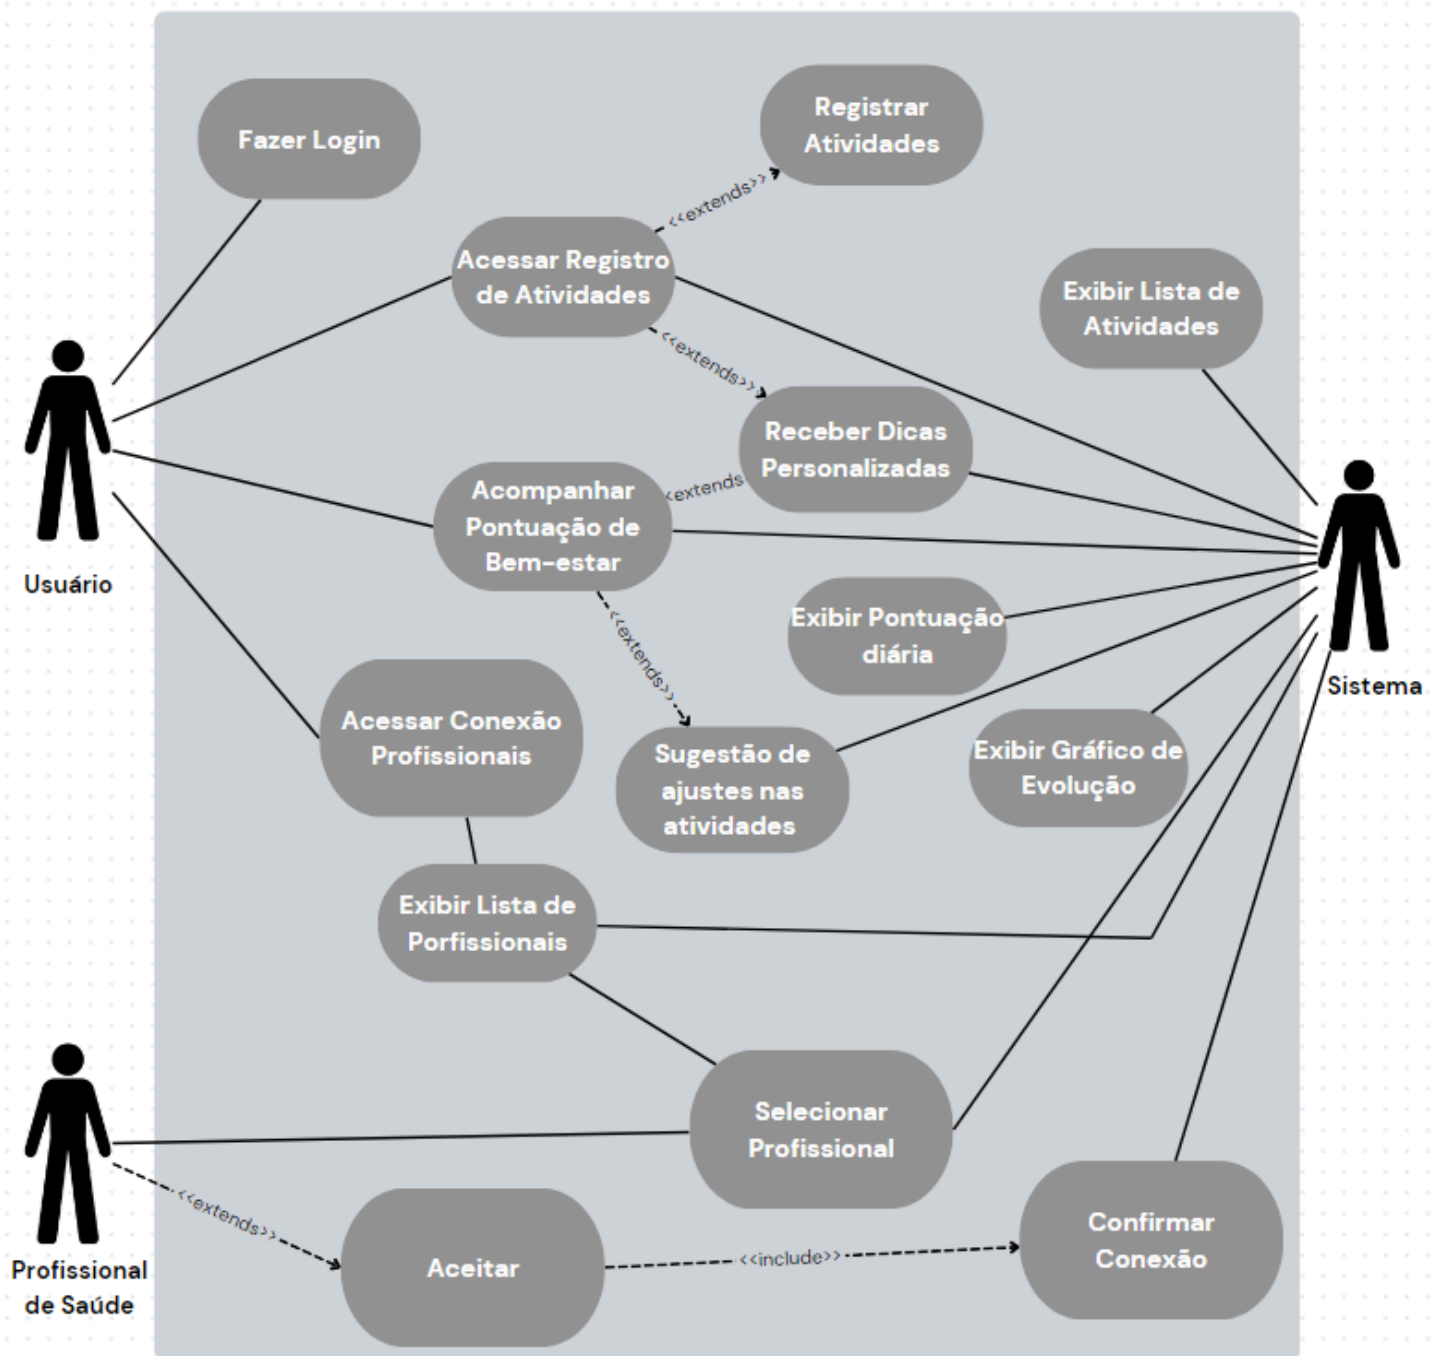 Fazer Login
Registrar
Atividades
<<extends>>
Acessar Registro
de Atividades
Exibir Lista de
Atividades
<<extends>>
Receber Dicas
Personalizadas
<extends
Acompanhar
Pontuação de
Bem-estar
Usuário
Exibir Pontuação
diária
<<extends>>
Sistema
Acessar Conexão
Profissionais
Sugestão de
ajustes nas
atividades
Exibir Gráfico de
Evolução
Exibir Lista de
Porfissionais
Selecionar
Profissional
<<extends>>
Profissional
de Saúde
Aceitar
<<include>>
Confirmar
Conexão